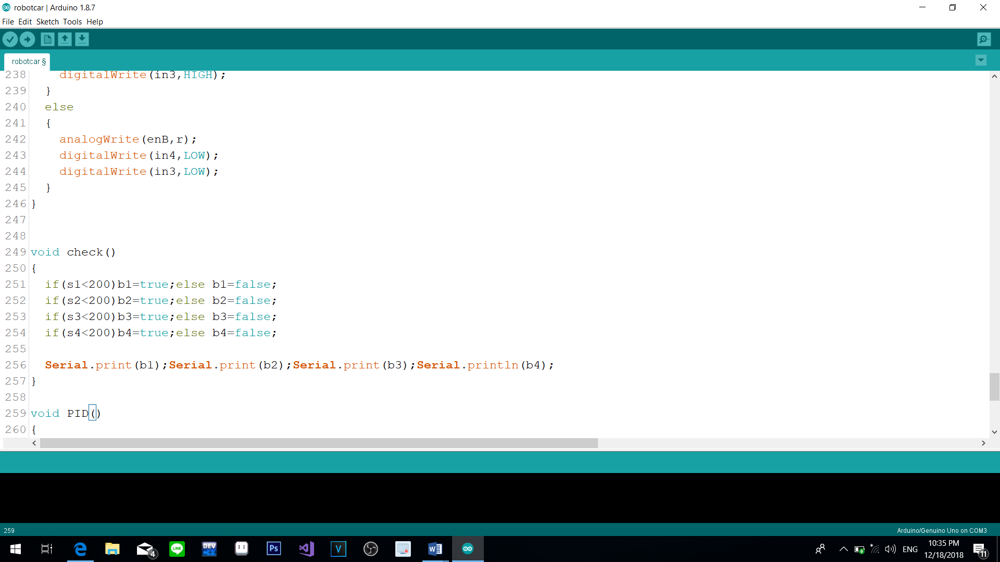 robotcar | Arduino 1.8.7
File Edit Sketch Tools Help
robotcar §
238     digitalWrite(in3,HIGH);
239   }
240   else
241   {
242     analogWrite(enB,r);
243     digitalWrite(in4,LOW);
244     digitalWrite(in3,LOW);
245   }
246 }
247
248
249 void check()
250 {
251   if(s1<200)b1=true;else b1=false;
252   if(s2<200)b2=true;else b2=false;
253   if(s3<200)b3=true;else b3=false;
254   if(s4<200)b4=true;else b4=false;
255
256   Serial.print(b1);Serial.print(b2);Serial.print(b3);Serial.println(b4);
257 }
258
259 void PID()
260 {
259
Arduino/Genuino Uno on COM3
4
LINE
DEV
Ps
V
W
ENG
10:35 PM
12/18/2018
11